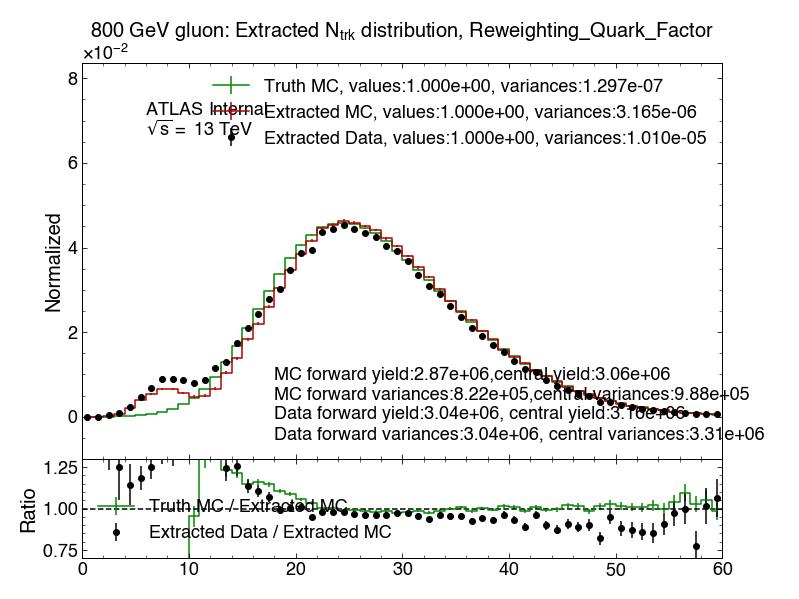 800 GeV gluon: Extracted N_trk distribution, Reweighting_Quark_Factor
×10⁻²
Truth MC, values:1.000e+00, variances:1.297e-07
ATLAS Internal
Extracted MC, values:1.000e+00, variances:3.165e-06
√s = 13 TeV
Extracted Data, values:1.000e+00, variances:1.010e-05
Normalized
8
6
4
2
0
MC forward yield:2.87e+06,central yield:3.06e+06
MC forward variances:8.22e+05,central variances:9.88e+05
Data forward yield:3.04e+06, central yield:3.16e+06
Data forward variances:3.04e+06, central variances:3.31e+06
Ratio
1.25
1.00
0.75
Truth MC / Extracted MC
Extracted Data / Extracted MC
0 10 20 30 40 50 60